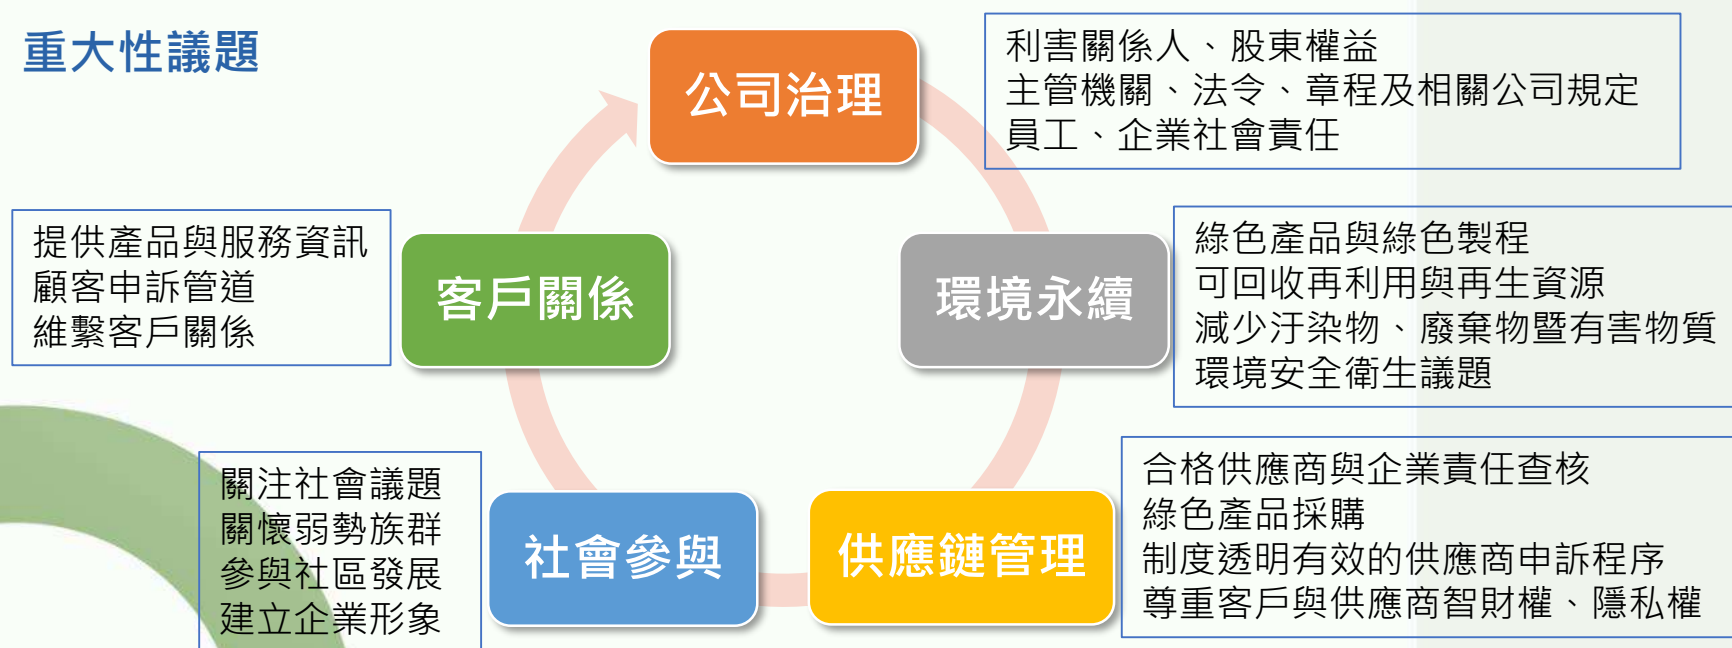 重大性議題
公司治理
利害關係人、股東權益
主管機關、法令、章程及相關公司規定
員工、企業社會責任
環境永續
綠色產品與綠色製程
可回收再利用與再生資源
減少汙染物、廢棄物暨有害物質
環境安全衛生議題
供應鏈管理
合格供應商與企業責任查核
綠色產品採購
制度透明有效的供應商申訴程序
尊重客戶與供應商智財權、隱私權
社會參與
關注社會議題
關懷弱勢族群
參與社區發展
建立企業形象
客戶關係
提供產品與服務資訊
顧客申訴管道
維繫客戶關係